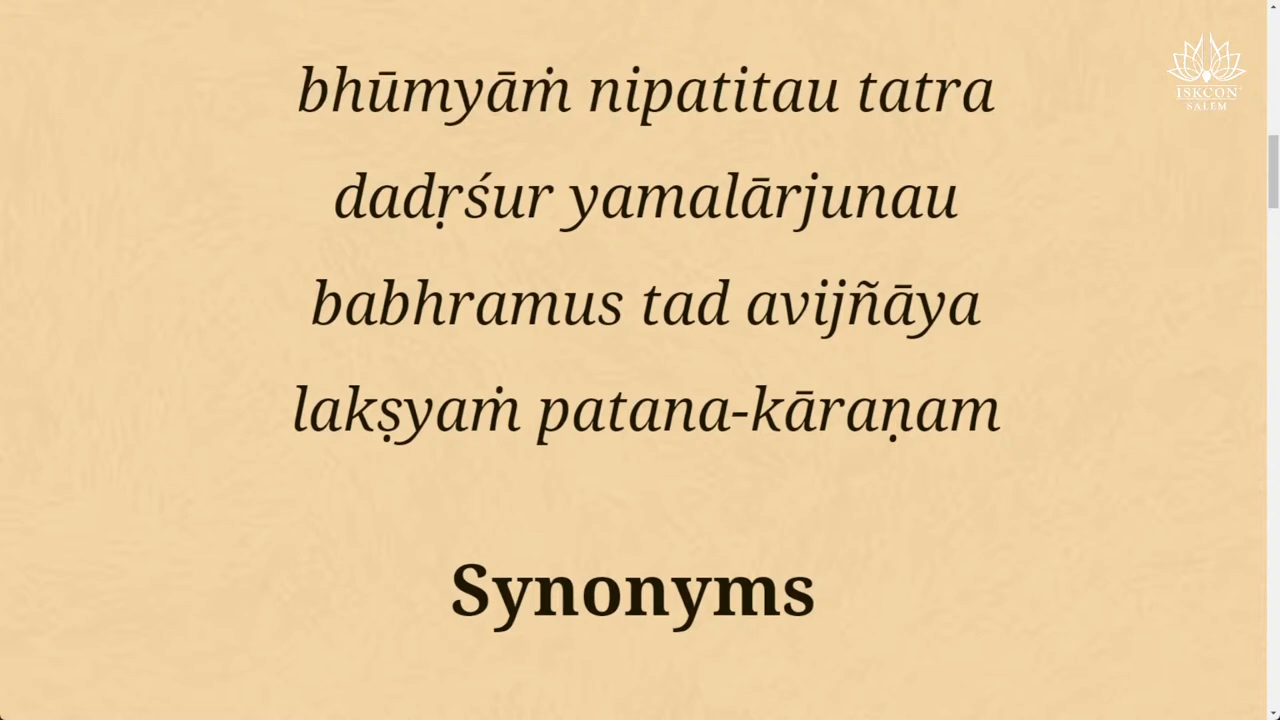 bhūmyāṁ nipatitau tatra
dadṛśur yamalārjunau
babhramus tad avijñāya
lakṣyaṁ patana-kāraṇam
Synonyms
ISKCON
SALEM